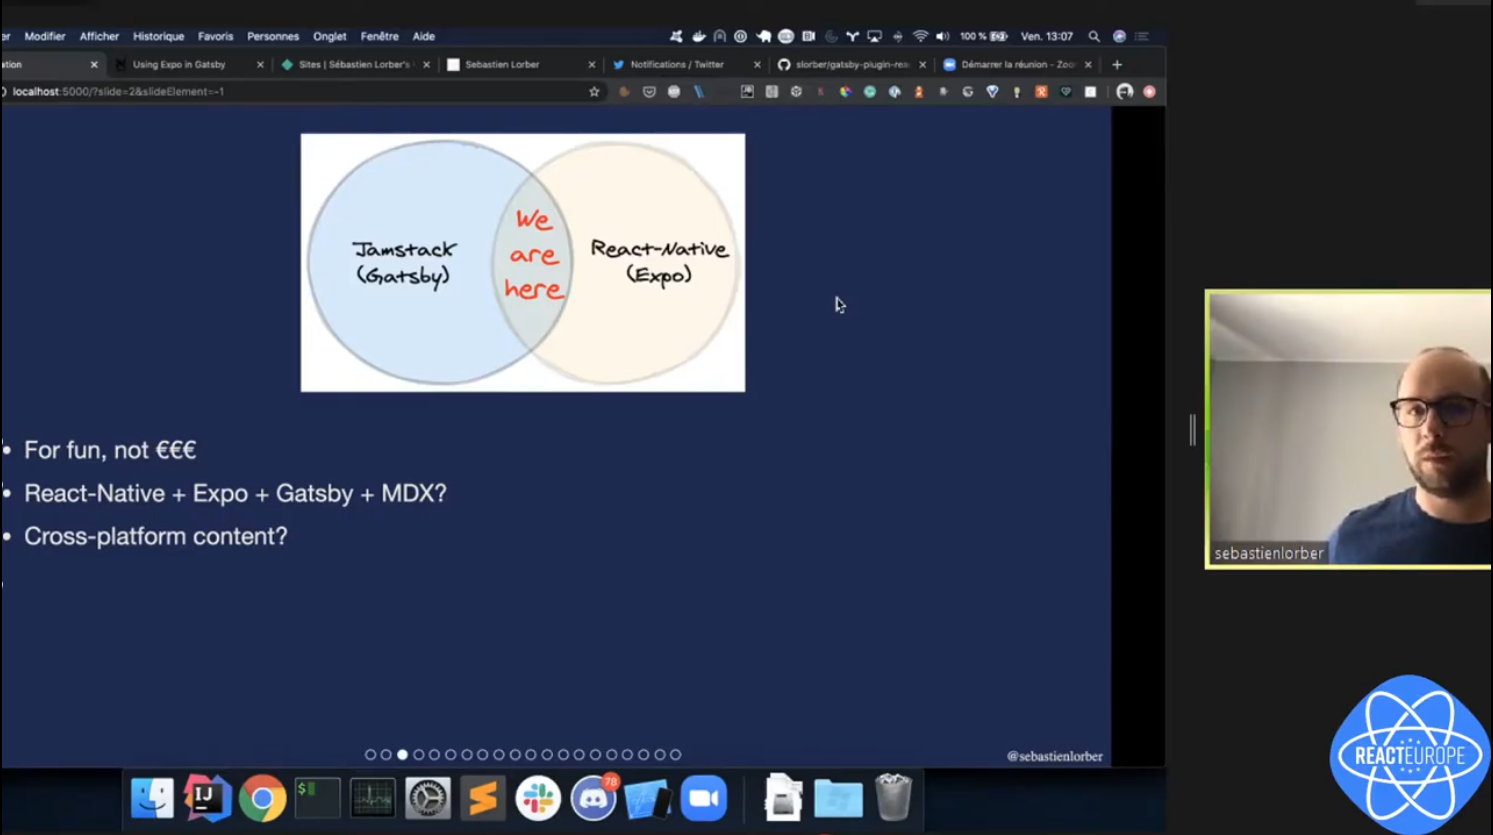 er Modifier Afficher Historique Favoris Personnes Onglet Fenêtre Aide 100 % Ven. 13:07
ation Using Expo in Gatsby Sites | Sébastien Lorber's Sebastien Lorber Notifications / Twitter slorber/gatsby-plugin-rea Démarrer la réunion - Zoo
localhost:5000/?slide=2&slideElement=-1
Jamstack
(Gatsby)
We
are
here
React-Native
(Expo)
• For fun, not €€€
• React-Native + Expo + Gatsby + MDX?
• Cross-platform content?
sebastienlorber
@sebastienlorber
IJ
$
78
REACTEUROPE